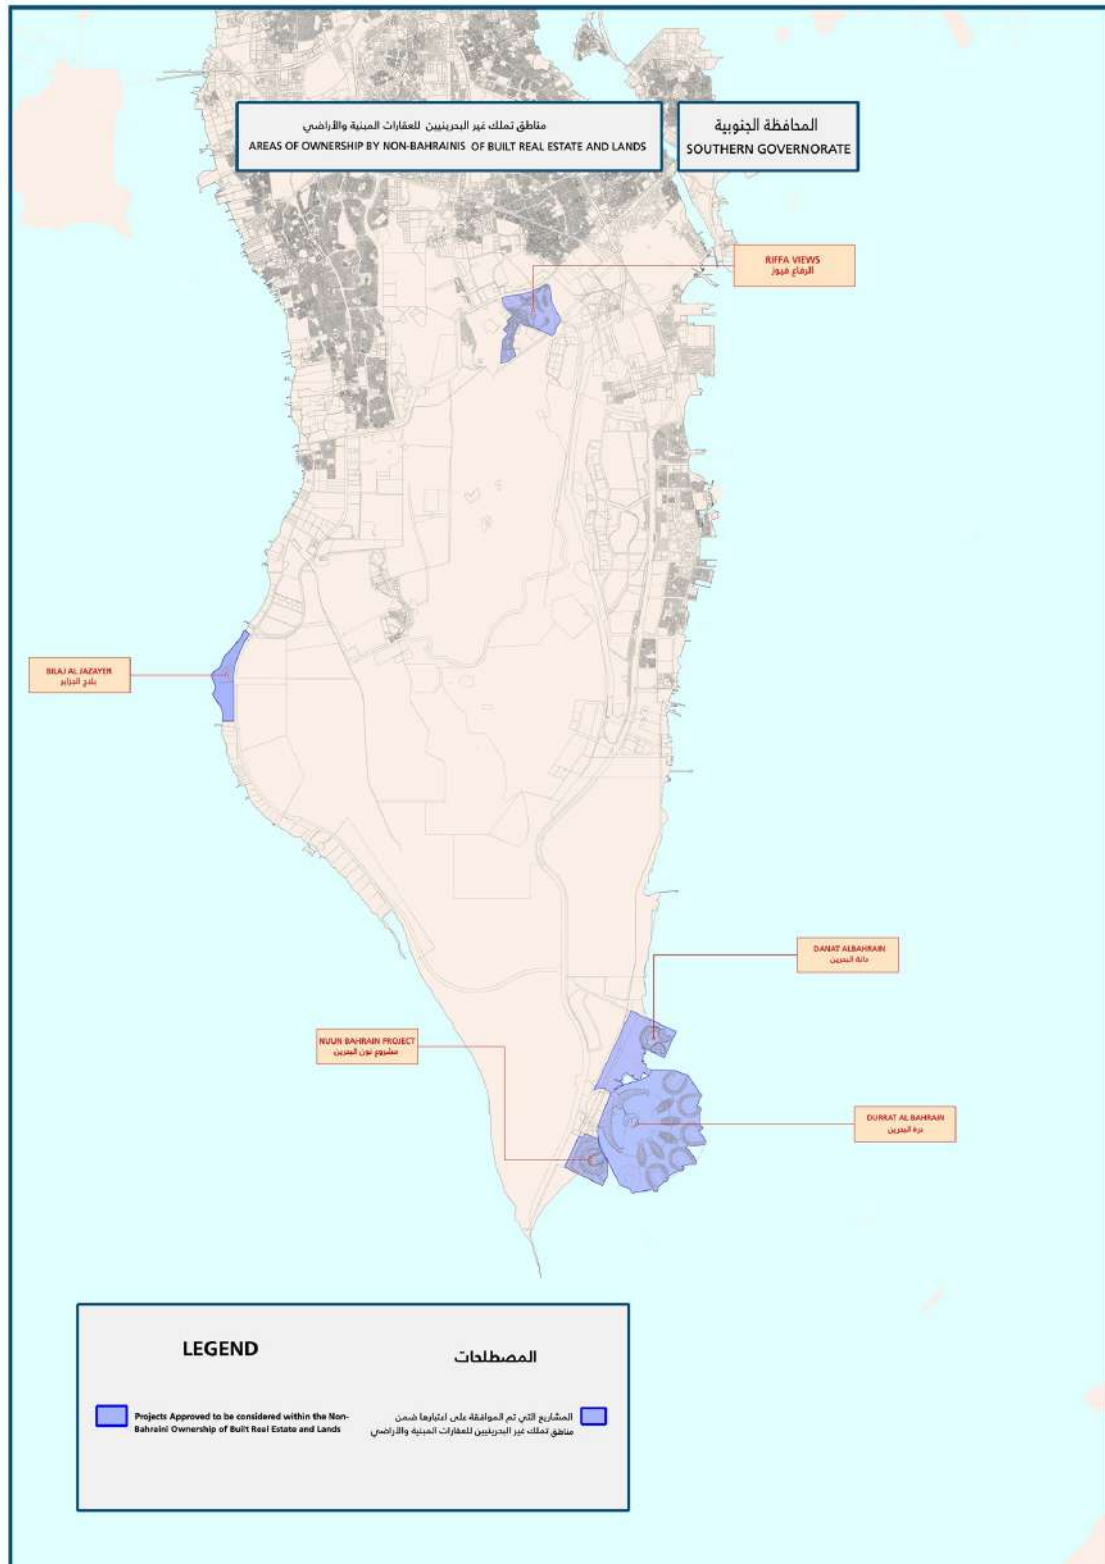 مناطق تملك غير البحرينيين للعقارات المبنية والأراضي
AREAS OF OWNERSHIP BY NON-BAHRAINIS OF BUILT REAL ESTATE AND LANDS
المحافظة الجنوبية
SOUTHERN GOVERNORATE
RIFFA VIEWS
الرفاع فيوز
BILAJ AL JAZAYER
بلاج الجزاير
DANAT ALBAHRAIN
دانة البحرين
NUUN BAHRAIN PROJECT
مشروع نون البحرين
DURRAT AL BAHRAIN
درة البحرين
LEGEND
المصطلحات
Projects Approved to be considered within the Non-
Bahraini Ownership of Built Real Estate and Lands
المشاريع التي تم الموافقة على اعتبارها ضمن
مناطق تملك غير البحرينيين للعقارات المبنية والأراضي